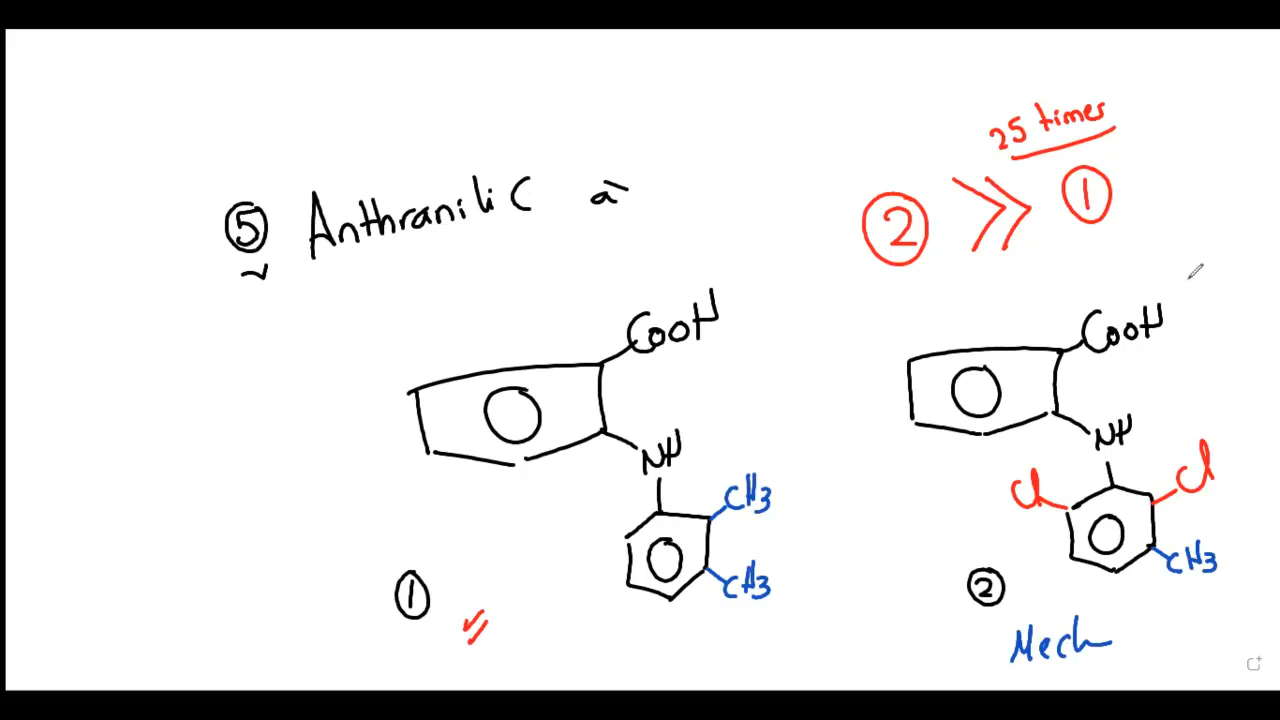 25 times
② >> ①
⑤ Anthranilic a
COOH
NH
CH3
CH3
①
COOH
NH
Cl
Cl
CH3
②
Mech